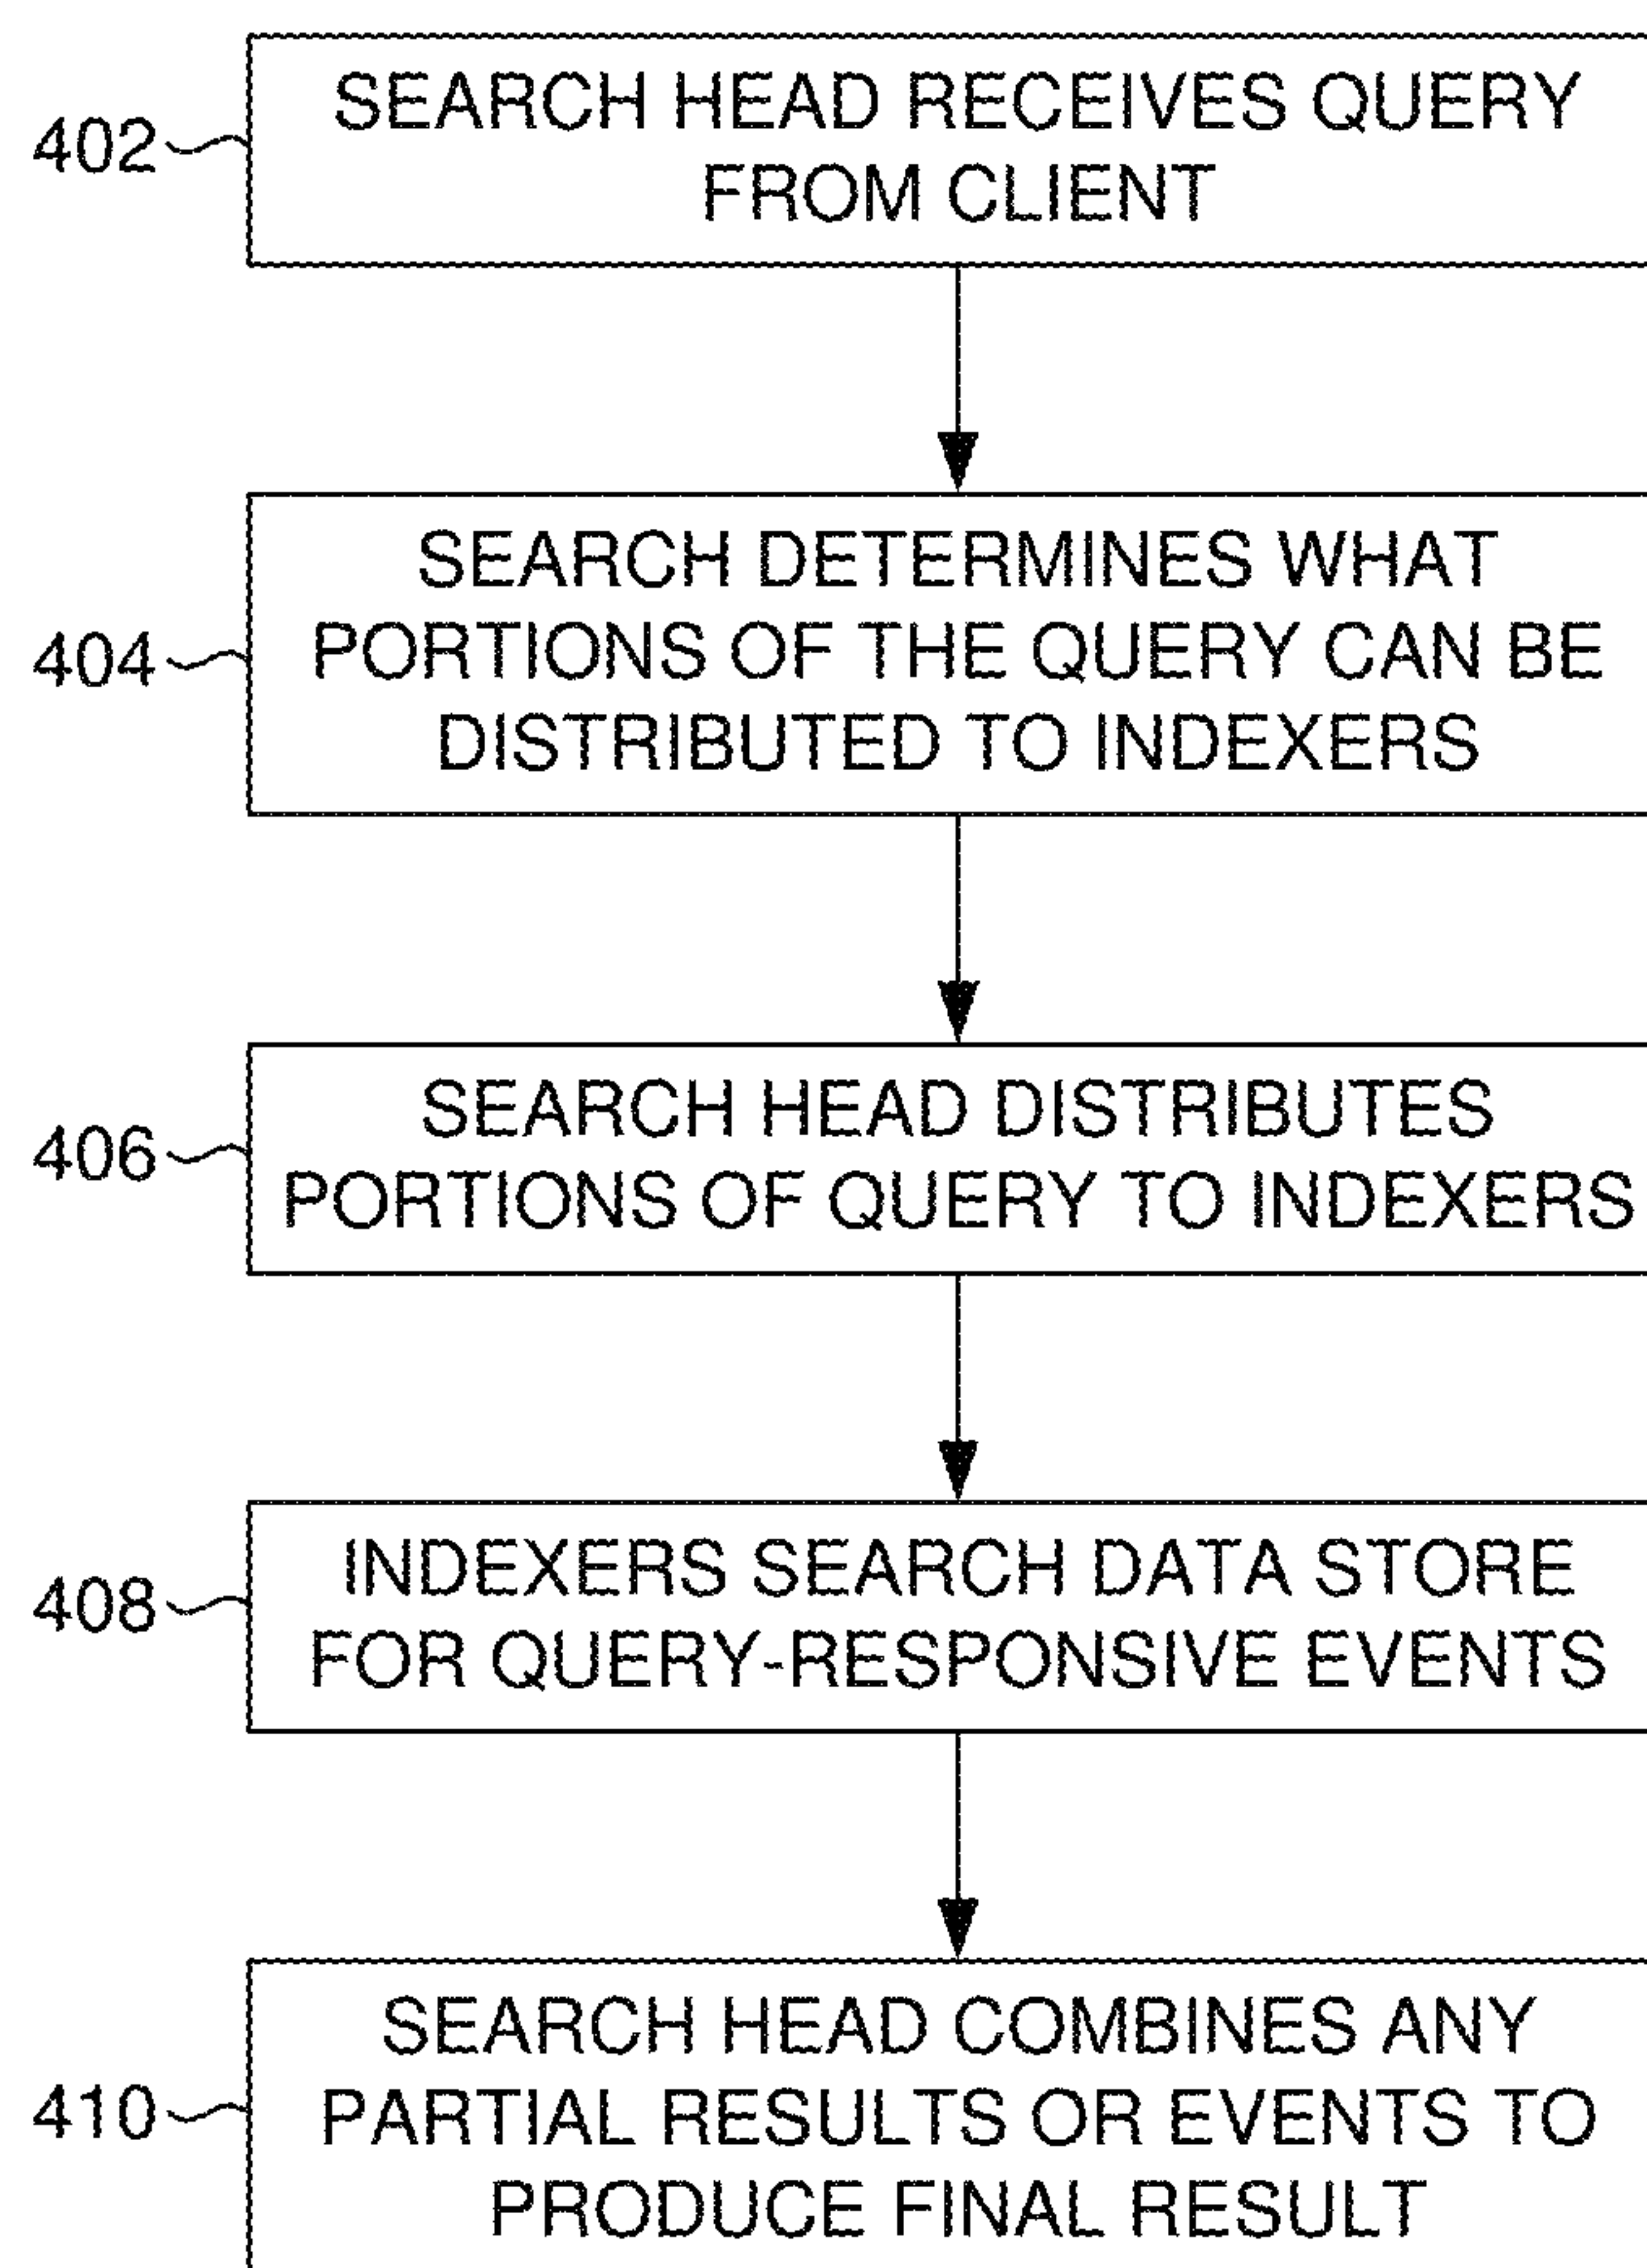 402
SEARCH HEAD RECEIVES QUERY
FROM CLIENT
404
SEARCH DETERMINES WHAT
PORTIONS OF THE QUERY CAN BE
DISTRIBUTED TO INDEXERS
406
SEARCH HEAD DISTRIBUTES
PORTIONS OF QUERY TO INDEXERS
408
INDEXERS SEARCH DATA STORE
FOR QUERY-RESPONSIVE EVENTS
410
SEARCH HEAD COMBINES ANY
PARTIAL RESULTS OR EVENTS TO
PRODUCE FINAL RESULT